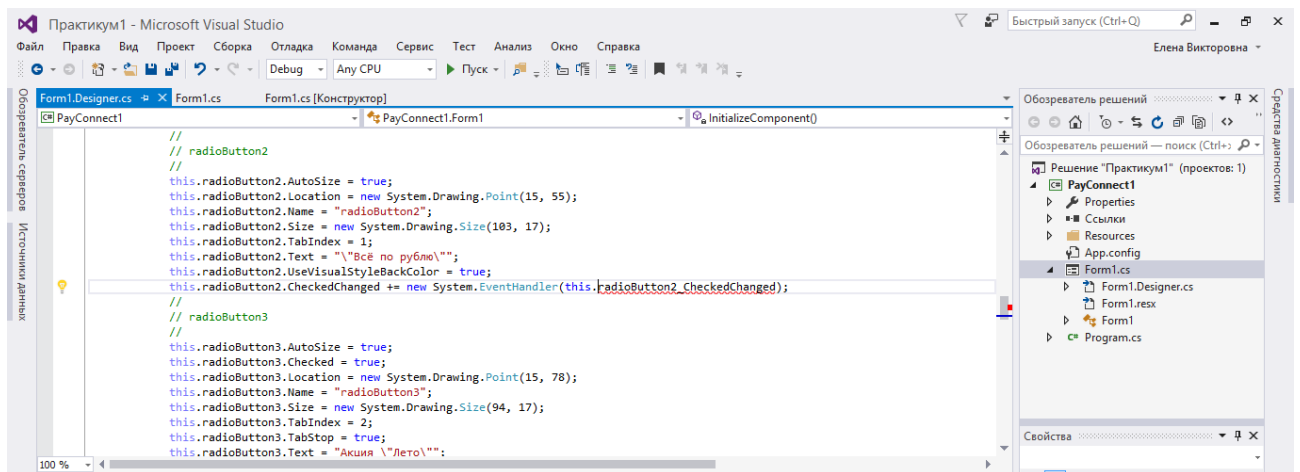 Практикум1 - Microsoft Visual Studio
Быстрый запуск (Ctrl+Q)
Файл Правка Вид Проект Сборка Отладка Команда Сервис Тест Анализ Окно Справка
Елена Викторовна
Debug Any CPU Пуск
Обозреватель серверов
Источники данных
Form1.Designer.cs Form1.cs Form1.cs [Конструктор]
PayConnect1 PayConnect1.Form1 InitializeComponent()
//
// radioButton2
//
this.radioButton2.AutoSize = true;
this.radioButton2.Location = new System.Drawing.Point(15, 55);
this.radioButton2.Name = "radioButton2";
this.radioButton2.Size = new System.Drawing.Size(103, 17);
this.radioButton2.TabIndex = 1;
this.radioButton2.Text = "\"Всё по рублю\"";
this.radioButton2.UseVisualStyleBackColor = true;
this.radioButton2.CheckedChanged += new System.EventHandler(this.radioButton2_CheckedChanged);
//
// radioButton3
//
this.radioButton3.AutoSize = true;
this.radioButton3.Checked = true;
this.radioButton3.Location = new System.Drawing.Point(15, 78);
this.radioButton3.Name = "radioButton3";
this.radioButton3.Size = new System.Drawing.Size(94, 17);
this.radioButton3.TabIndex = 2;
this.radioButton3.TabStop = true;
this.radioButton3.Text = "Акция \"Лето\"";
100 %
Обозреватель решений
Обозреватель решений — поиск (Ctrl+;
Решение "Практикум1" (проектов: 1)
C# PayConnect1
Properties
Ссылки
Resources
App.config
Form1.cs
Form1.Designer.cs
Form1.resx
Form1
C# Program.cs
Свойства
Средства диагностики